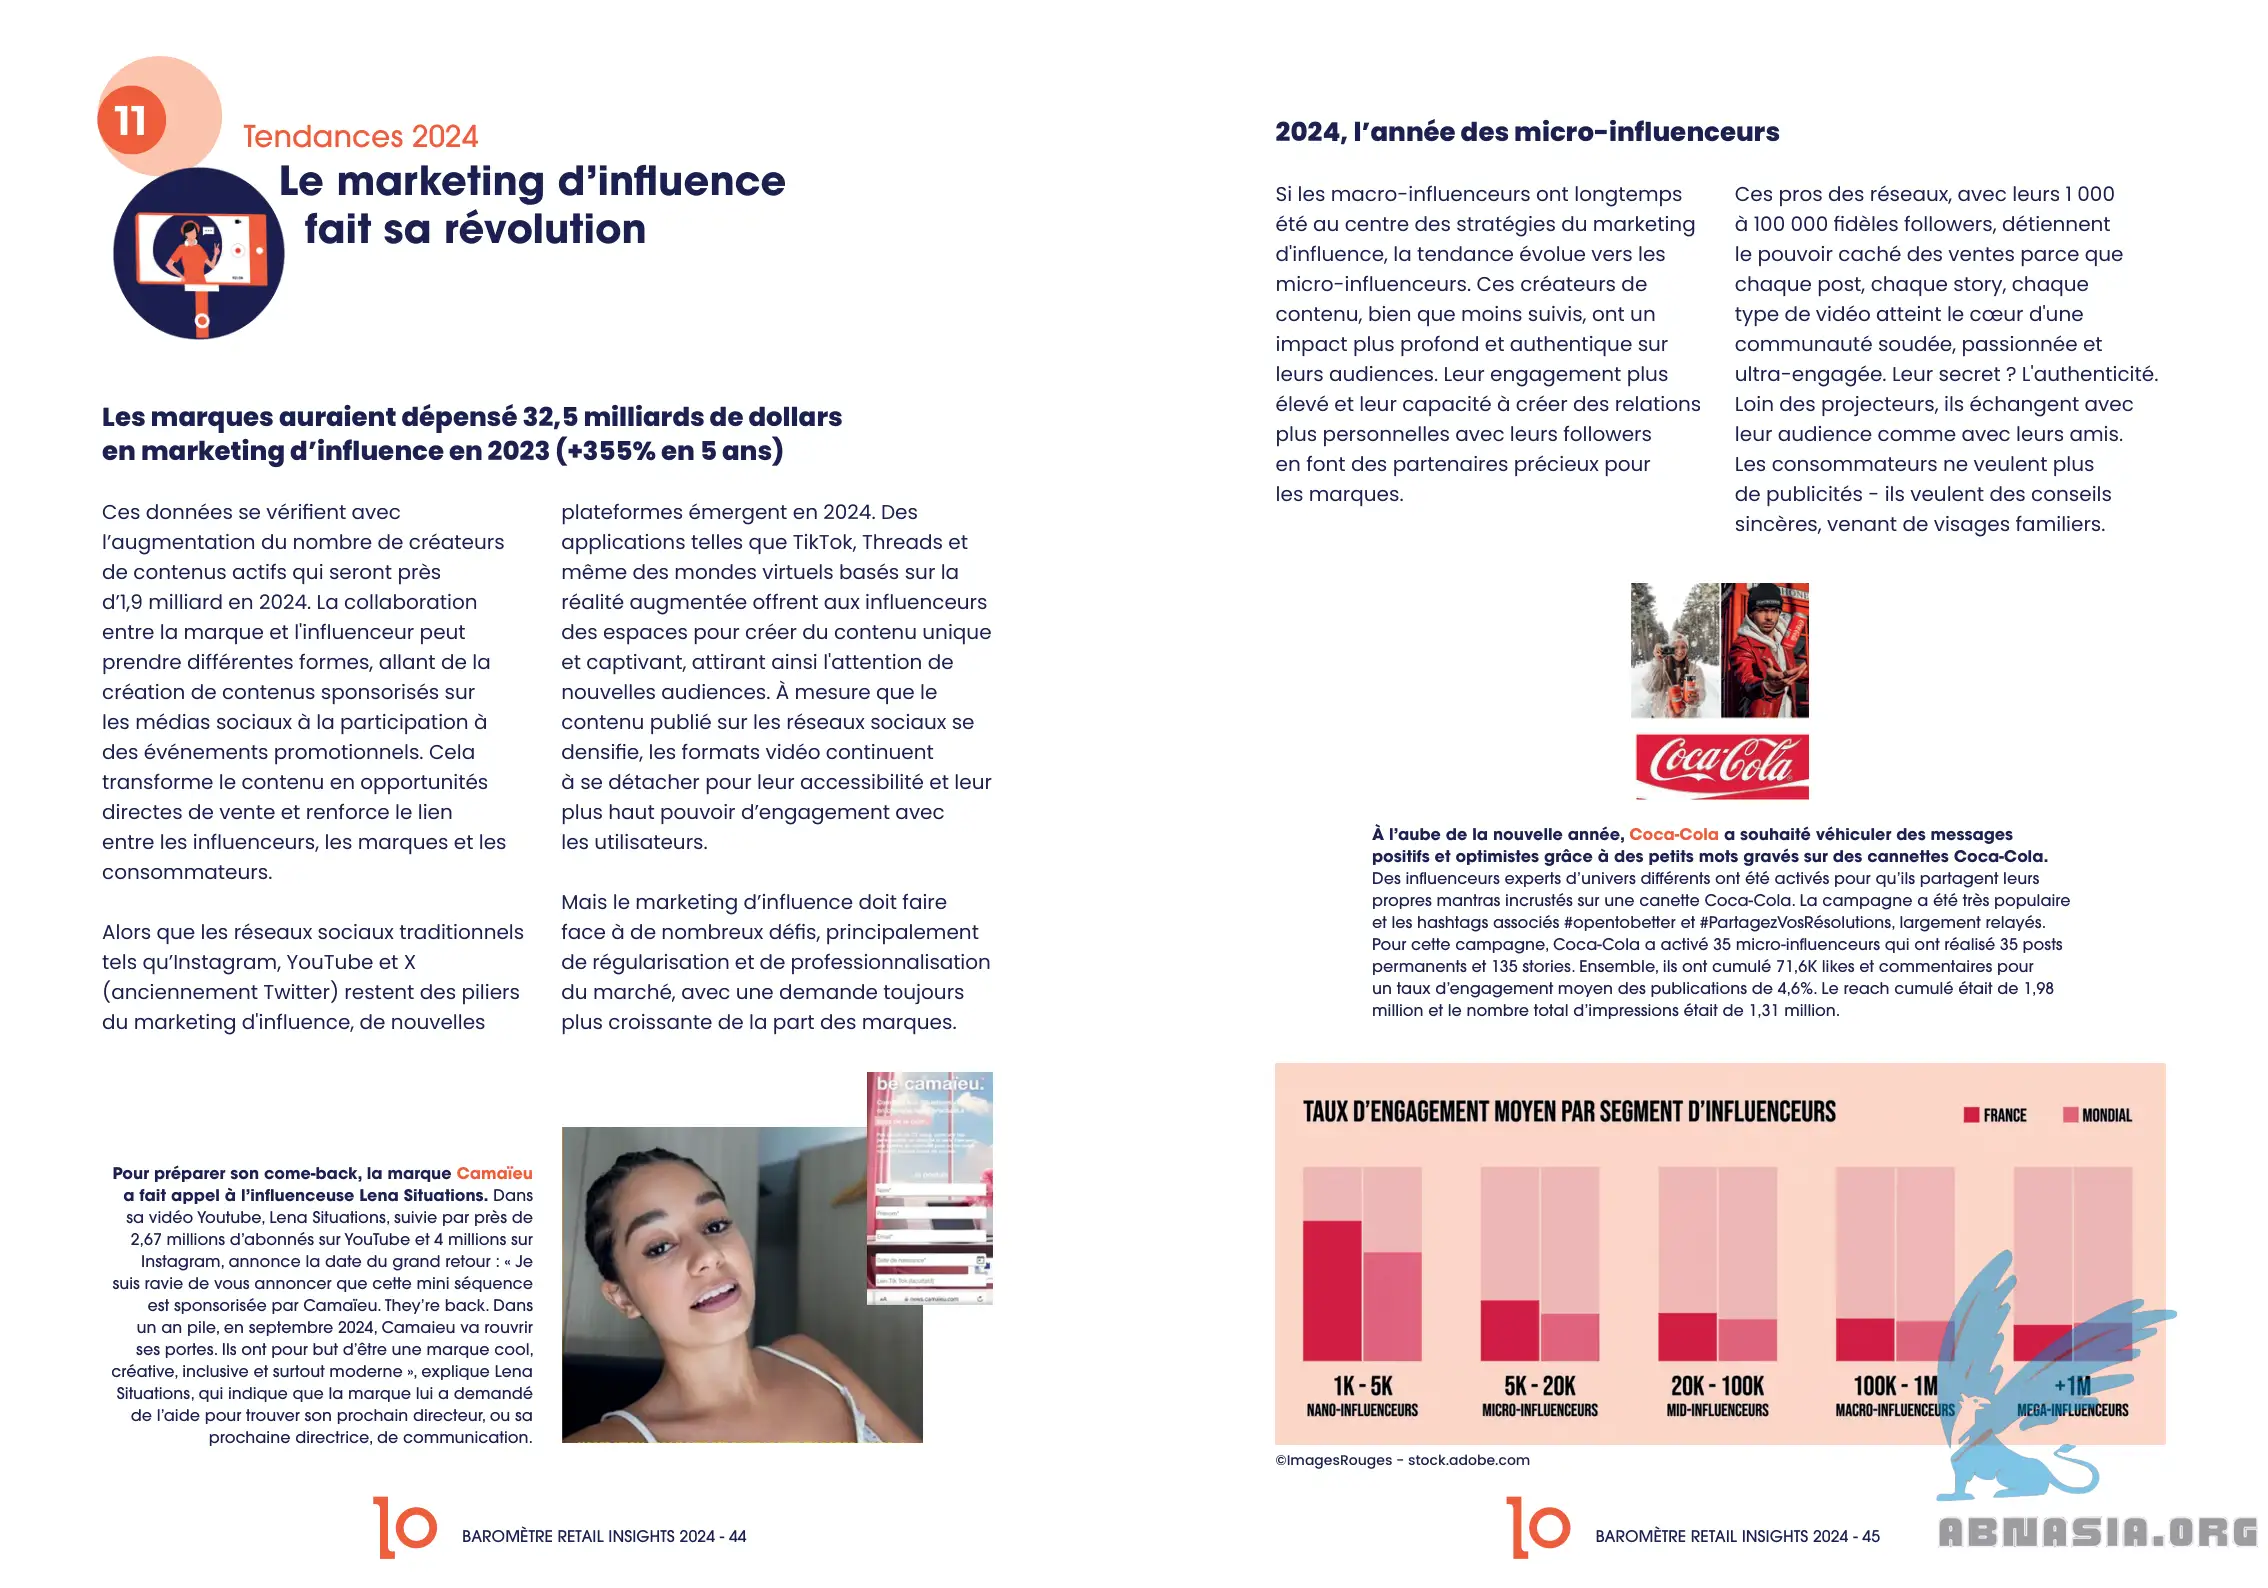 11
Tendances 2024
Le marketing d’influence
fait sa révolution
Les marques auraient dépensé 32,5 milliards de dollars
en marketing d’influence en 2023 (+355% en 5 ans)
Ces données se vérifient avec
l’augmentation du nombre de créateurs
de contenus actifs qui seront près
d’1,9 milliard en 2024. La collaboration
entre la marque et l'influenceur peut
prendre différentes formes, allant de la
création de contenus sponsorisés sur
les médias sociaux à la participation à
des événements promotionnels. Cela
transforme le contenu en opportunités
directes de vente et renforce le lien
entre les influenceurs, les marques et les
consommateurs.
Alors que les réseaux sociaux traditionnels
tels qu’Instagram, YouTube et X
(anciennement Twitter) restent des piliers
du marketing d'influence, de nouvelles
plateformes émergent en 2024. Des
applications telles que TikTok, Threads et
même des mondes virtuels basés sur la
réalité augmentée offrent aux influenceurs
des espaces pour créer du contenu unique
et captivant, attirant ainsi l'attention de
nouvelles audiences. À mesure que le
contenu publié sur les réseaux sociaux se
densifie, les formats vidéo continuent
à se détacher pour leur accessibilité et leur
plus haut pouvoir d’engagement avec
les utilisateurs.
Mais le marketing d’influence doit faire
face à de nombreux défis, principalement
de régularisation et de professionnalisation
du marché, avec une demande toujours
plus croissante de la part des marques.
Pour préparer son come-back, la marque Camaïeu
a fait appel à l’influenceuse Lena Situations. Dans
sa vidéo Youtube, Lena Situations, suivie par près de
2,67 millions d’abonnés sur YouTube et 4 millions sur
Instagram, annonce la date du grand retour : « Je
suis ravie de vous annoncer que cette mini séquence
est sponsorisée par Camaïeu. They’re back. Dans
un an pile, en septembre 2024, Camaieu va rouvrir
ses portes. Ils ont pour but d’être une marque cool,
créative, inclusive et surtout moderne », explique Lena
Situations, qui indique que la marque lui a demandé
de l’aide pour trouver son prochain directeur, ou sa
prochaine directrice, de communication.
be camaïeu.
Nom*
Prénom*
Email*
Date de naissance*
Lien Tik Tok (facultatif)
news.camaieu.com
BAROMÈTRE RETAIL INSIGHTS 2024 - 44
2024, l’année des micro-influenceurs
Si les macro-influenceurs ont longtemps
été au centre des stratégies du marketing
d'influence, la tendance évolue vers les
micro-influenceurs. Ces créateurs de
contenu, bien que moins suivis, ont un
impact plus profond et authentique sur
leurs audiences. Leur engagement plus
élevé et leur capacité à créer des relations
plus personnelles avec leurs followers
en font des partenaires précieux pour
les marques.
Ces pros des réseaux, avec leurs 1 000
à 100 000 fidèles followers, détiennent
le pouvoir caché des ventes parce que
chaque post, chaque story, chaque
type de vidéo atteint le cœur d'une
communauté soudée, passionnée et
ultra-engagée. Leur secret ? L'authenticité.
Loin des projecteurs, ils échangent avec
leur audience comme avec leurs amis.
Les consommateurs ne veulent plus
de publicités - ils veulent des conseils
sincères, venant de visages familiers.
Coca-Cola
À l’aube de la nouvelle année, Coca-Cola a souhaité véhiculer des messages
positifs et optimistes grâce à des petits mots gravés sur des cannettes Coca-Cola.
Des influenceurs experts d’univers différents ont été activés pour qu’ils partagent leurs
propres mantras incrustés sur une canette Coca-Cola. La campagne a été très populaire
et les hashtags associés #opentobetter et #PartagezVosRésolutions, largement relayés.
Pour cette campagne, Coca-Cola a activé 35 micro-influenceurs qui ont réalisé 35 posts
permanents et 135 stories. Ensemble, ils ont cumulé 71,6K likes et commentaires pour
un taux d’engagement moyen des publications de 4,6%. Le reach cumulé était de 1,98
million et le nombre total d’impressions était de 1,31 million.
TAUX D’ENGAGEMENT MOYEN PAR SEGMENT D’INFLUENCEURS
FRANCE MONDIAL
1K - 5K 5K - 20K 20K - 100K 100K - 1M +1M
NANO-INFLUENCEURS MICRO-INFLUENCEURS MID-INFLUENCEURS MACRO-INFLUENCEURS MEGA-INFLUENCEURS
©ImagesRouges - stock.adobe.com
BAROMÈTRE RETAIL INSIGHTS 2024 - 45
ABNASIA.ORG